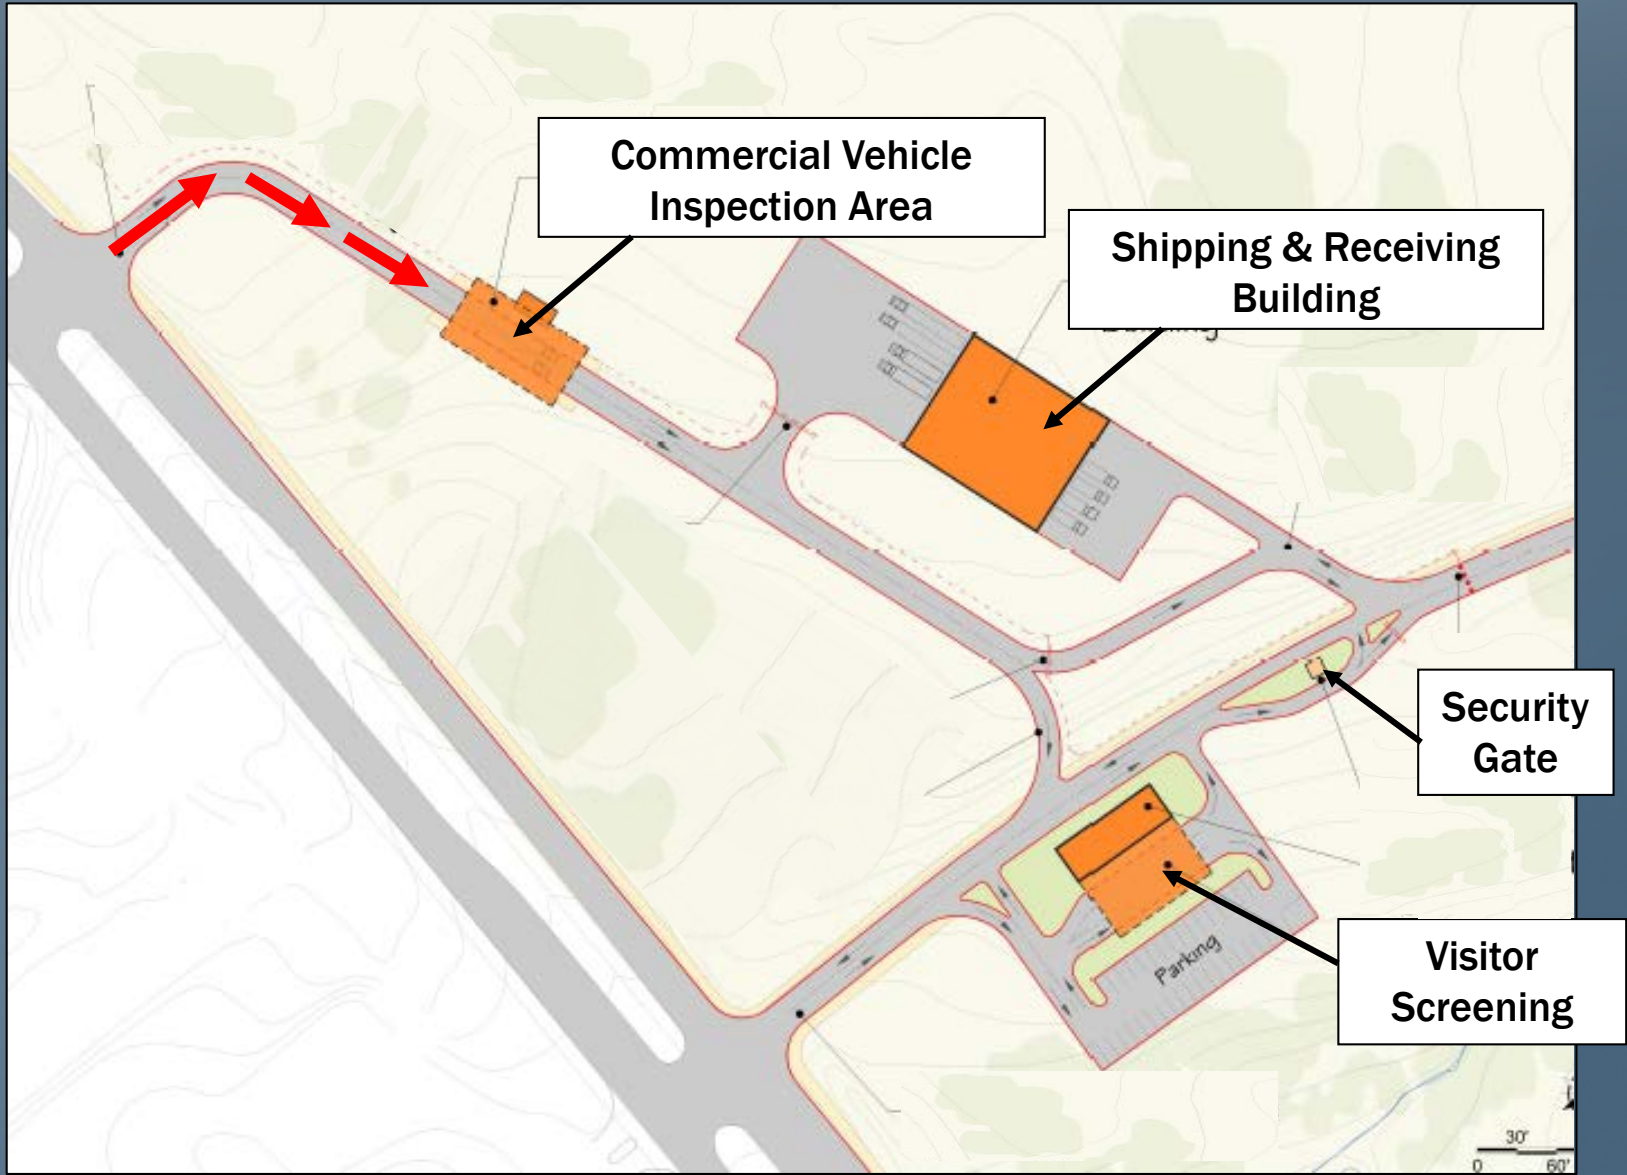 Commercial Vehicle
Inspection Area
Shipping & Receiving
Building
Security
Gate
Visitor
Screening
Parking
30'
0 60'